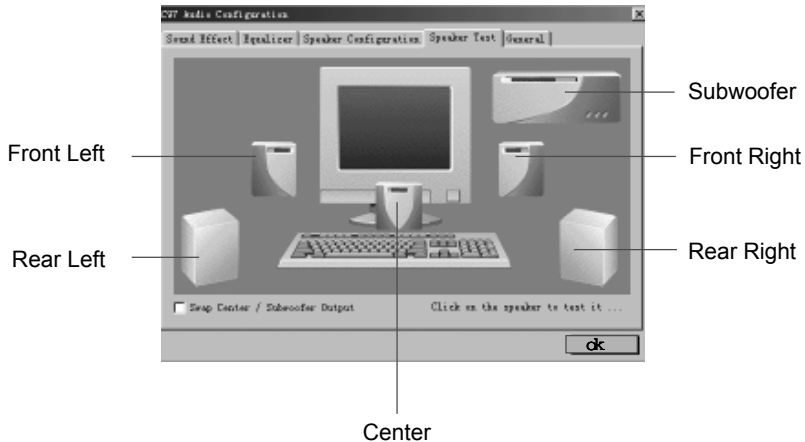 C97 Audio Configuration
Sound Effect Equalizer Speaker Configuration Speaker Test General
Subwoofer
Front Left
Front Right
Rear Left
Rear Right
Swap Center / Subwoofer Output Click on the speaker to test it ...
ok
Center